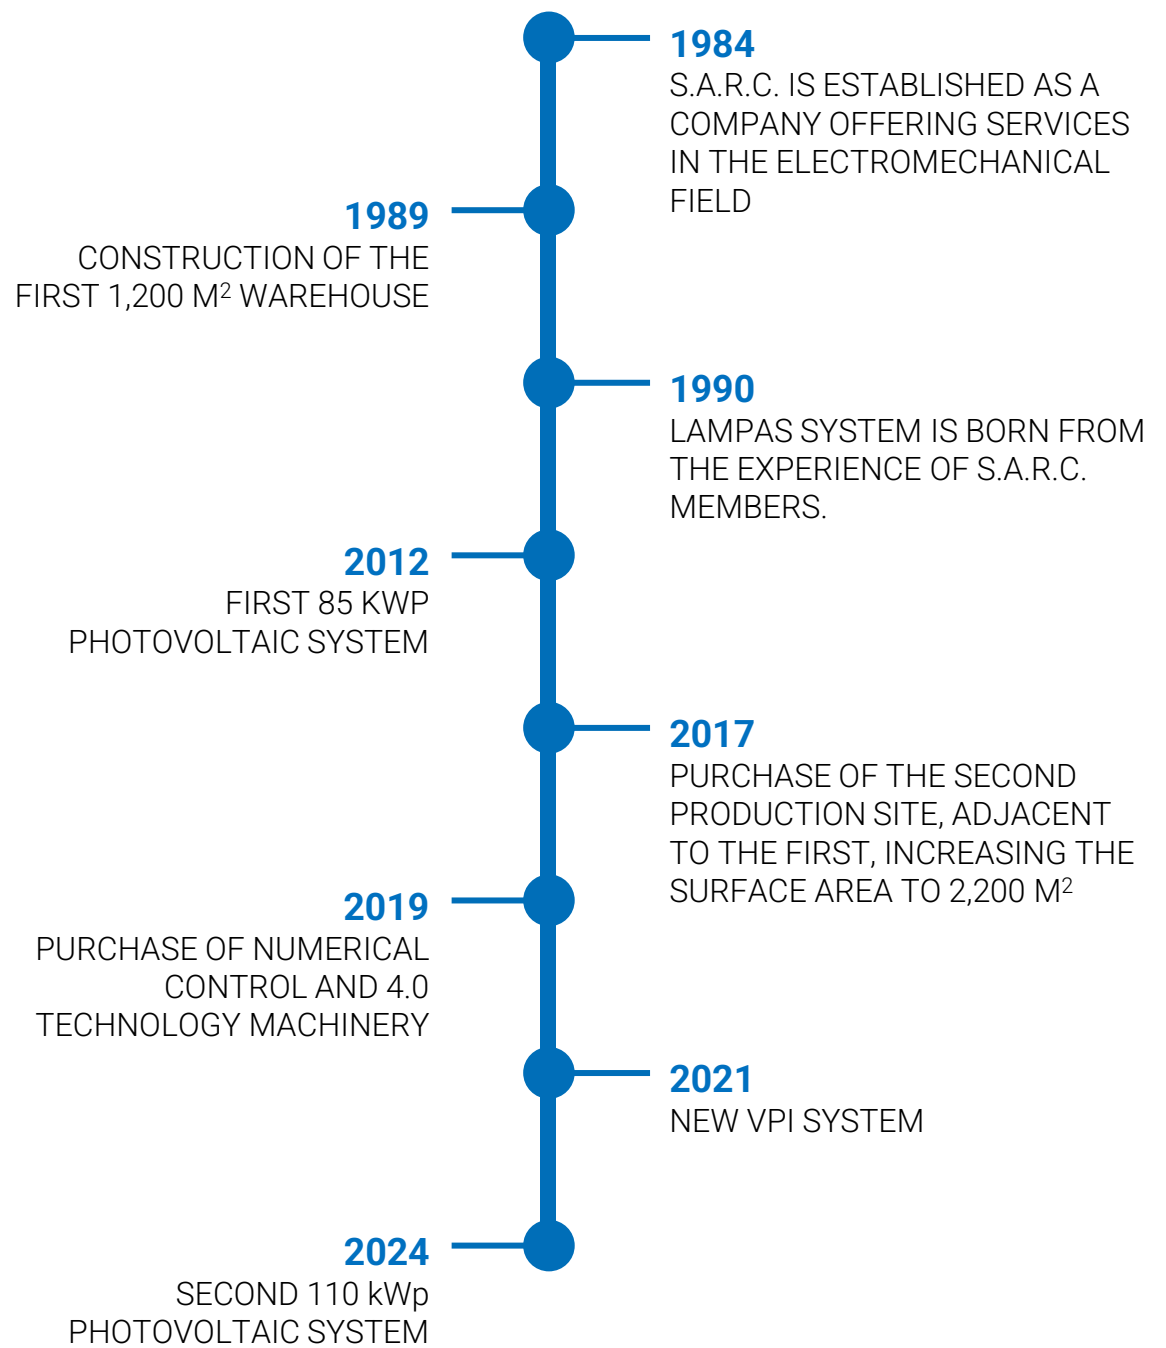 1984
S.A.R.C. IS ESTABLISHED AS A
COMPANY OFFERING SERVICES
IN THE ELECTROMECHANICAL
FIELD
1989
CONSTRUCTION OF THE
FIRST 1,200 M² WAREHOUSE
1990
LAMPAS SYSTEM IS BORN FROM
THE EXPERIENCE OF S.A.R.C.
MEMBERS.
2012
FIRST 85 KWP
PHOTOVOLTAIC SYSTEM
2017
PURCHASE OF THE SECOND
PRODUCTION SITE, ADJACENT
TO THE FIRST, INCREASING THE
SURFACE AREA TO 2,200 M²
2019
PURCHASE OF NUMERICAL
CONTROL AND 4.0
TECHNOLOGY MACHINERY
2021
NEW VPI SYSTEM
2024
SECOND 110 kWp
PHOTOVOLTAIC SYSTEM